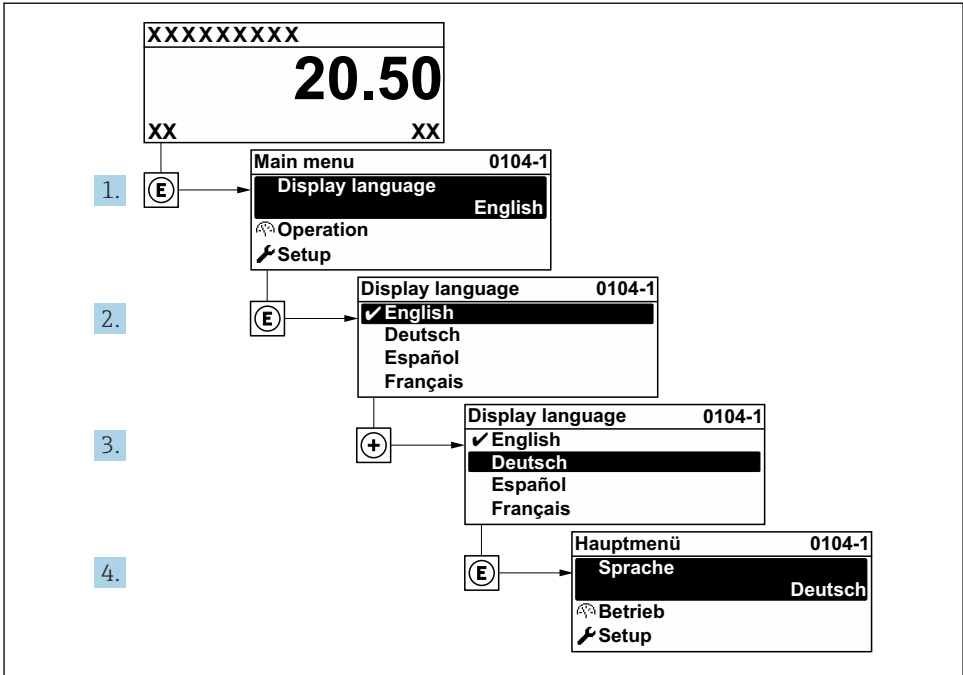 XXXXXXXXX
20.50
XX XX
1. E
Main menu 0104-1
Display language
English
Operation
Setup
2. E
Display language 0104-1
✔English
Deutsch
Español
Français
3. +
Display language 0104-1
✔English
Deutsch
Español
Français
4. E
Hauptmenü 0104-1
Sprache
Deutsch
Betrieb
Setup